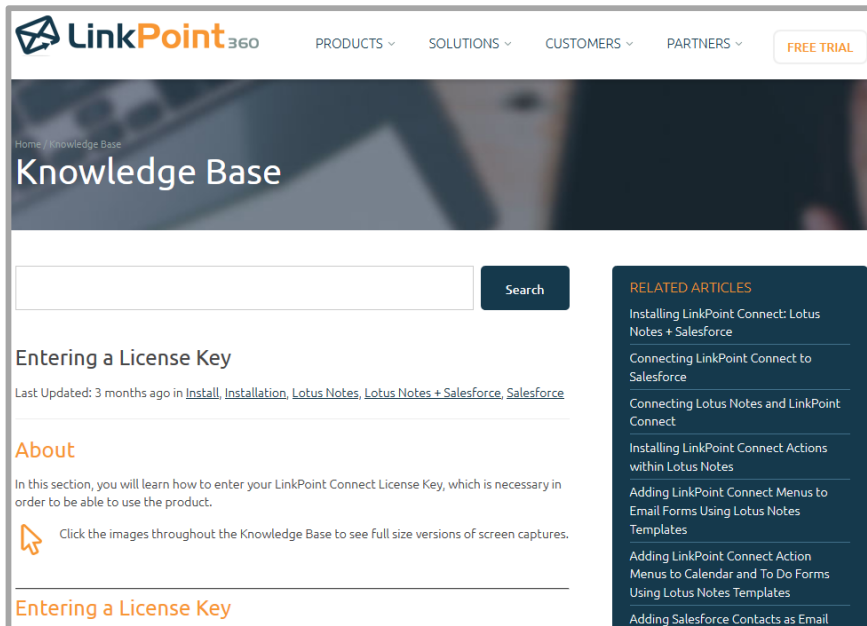 LinkPoint360
PRODUCTS
SOLUTIONS
CUSTOMERS
PARTNERS
FREE TRIAL
Home / Knowledge Base
Knowledge Base
Search
Entering a License Key
Last Updated: 3 months ago in Install, Installation, Lotus Notes, Lotus Notes + Salesforce, Salesforce
About
In this section, you will learn how to enter your LinkPoint Connect License Key, which is necessary in
order to be able to use the product.
Click the images throughout the Knowledge Base to see full size versions of screen captures.
Entering a License Key
RELATED ARTICLES
Installing LinkPoint Connect: Lotus
Notes + Salesforce
Connecting LinkPoint Connect to
Salesforce
Connecting Lotus Notes and LinkPoint
Connect
Installing LinkPoint Connect Actions
within Lotus Notes
Adding LinkPoint Connect Menus to
Email Forms Using Lotus Notes
Templates
Adding LinkPoint Connect Action
Menus to Calendar and To Do Forms
Using Lotus Notes Templates
Adding Salesforce Contacts as Email